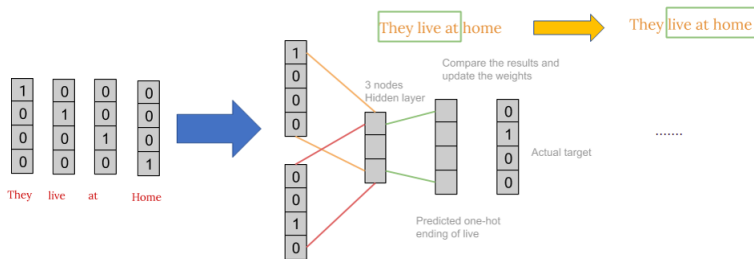 They live at home
They live at home
Compare the results and
update the weights
3 nodes
Hidden layer
1 0 0 0
0 1 0 0
0 0 1 0
0 0 0 1
They live at Home
1
0
0
0
0
0
1
0
0
1
0
0
Actual target
.......
Predicted one-hot
ending of live